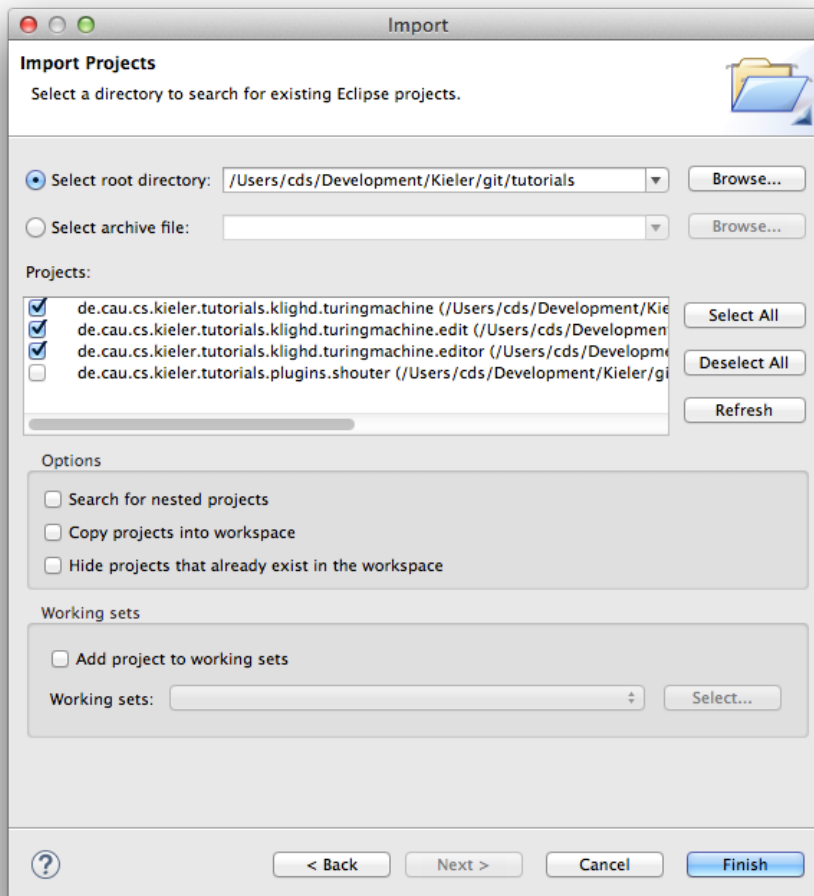 Import
Import Projects
Select a directory to search for existing Eclipse projects.
Select root directory: /Users/cds/Development/Kieler/git/tutorials Browse...
Select archive file: Browse...
Projects:
de.cau.cs.kieler.tutorials.klighd.turingmachine (/Users/cds/Development/Kie
de.cau.cs.kieler.tutorials.klighd.turingmachine.edit (/Users/cds/Development
de.cau.cs.kieler.tutorials.klighd.turingmachine.editor (/Users/cds/Developme
de.cau.cs.kieler.tutorials.plugins.shouter (/Users/cds/Development/Kieler/gi
Select All
Deselect All
Refresh
Options
Search for nested projects
Copy projects into workspace
Hide projects that already exist in the workspace
Working sets
Add project to working sets
Working sets: Select...
? < Back Next > Cancel Finish